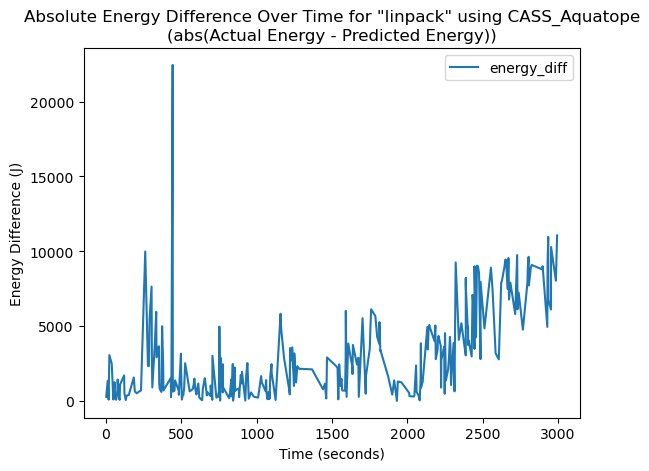 Absolute Energy Difference Over Time for "linpack" using CASS_Aquatope
(abs(Actual Energy - Predicted Energy))
energy_diff
Energy Difference (J)
20000
15000
10000
5000
0
0 500 1000 1500 2000 2500 3000
Time (seconds)